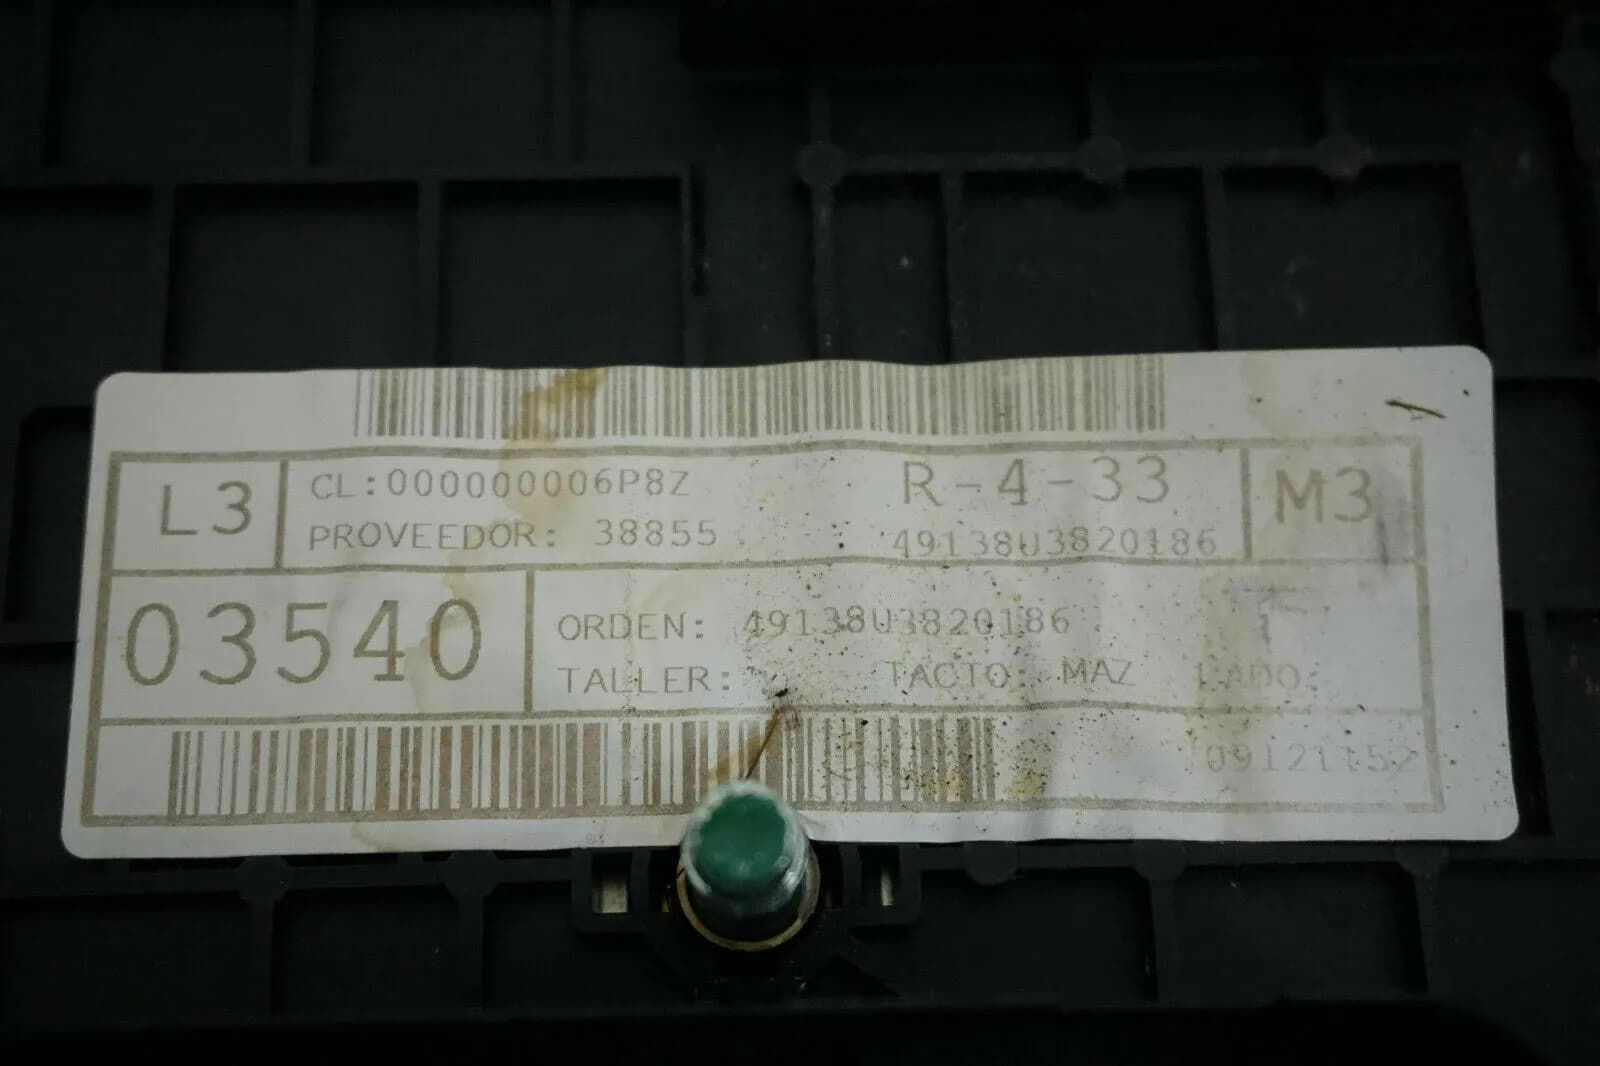 L3
CL:000000006P8Z
R-4-33
M3
PROVEEDOR: 38855
49138U3820186
03540
ORDEN: 49138U3820186
TALLER: TACTO: MAZ LADO:
09121152